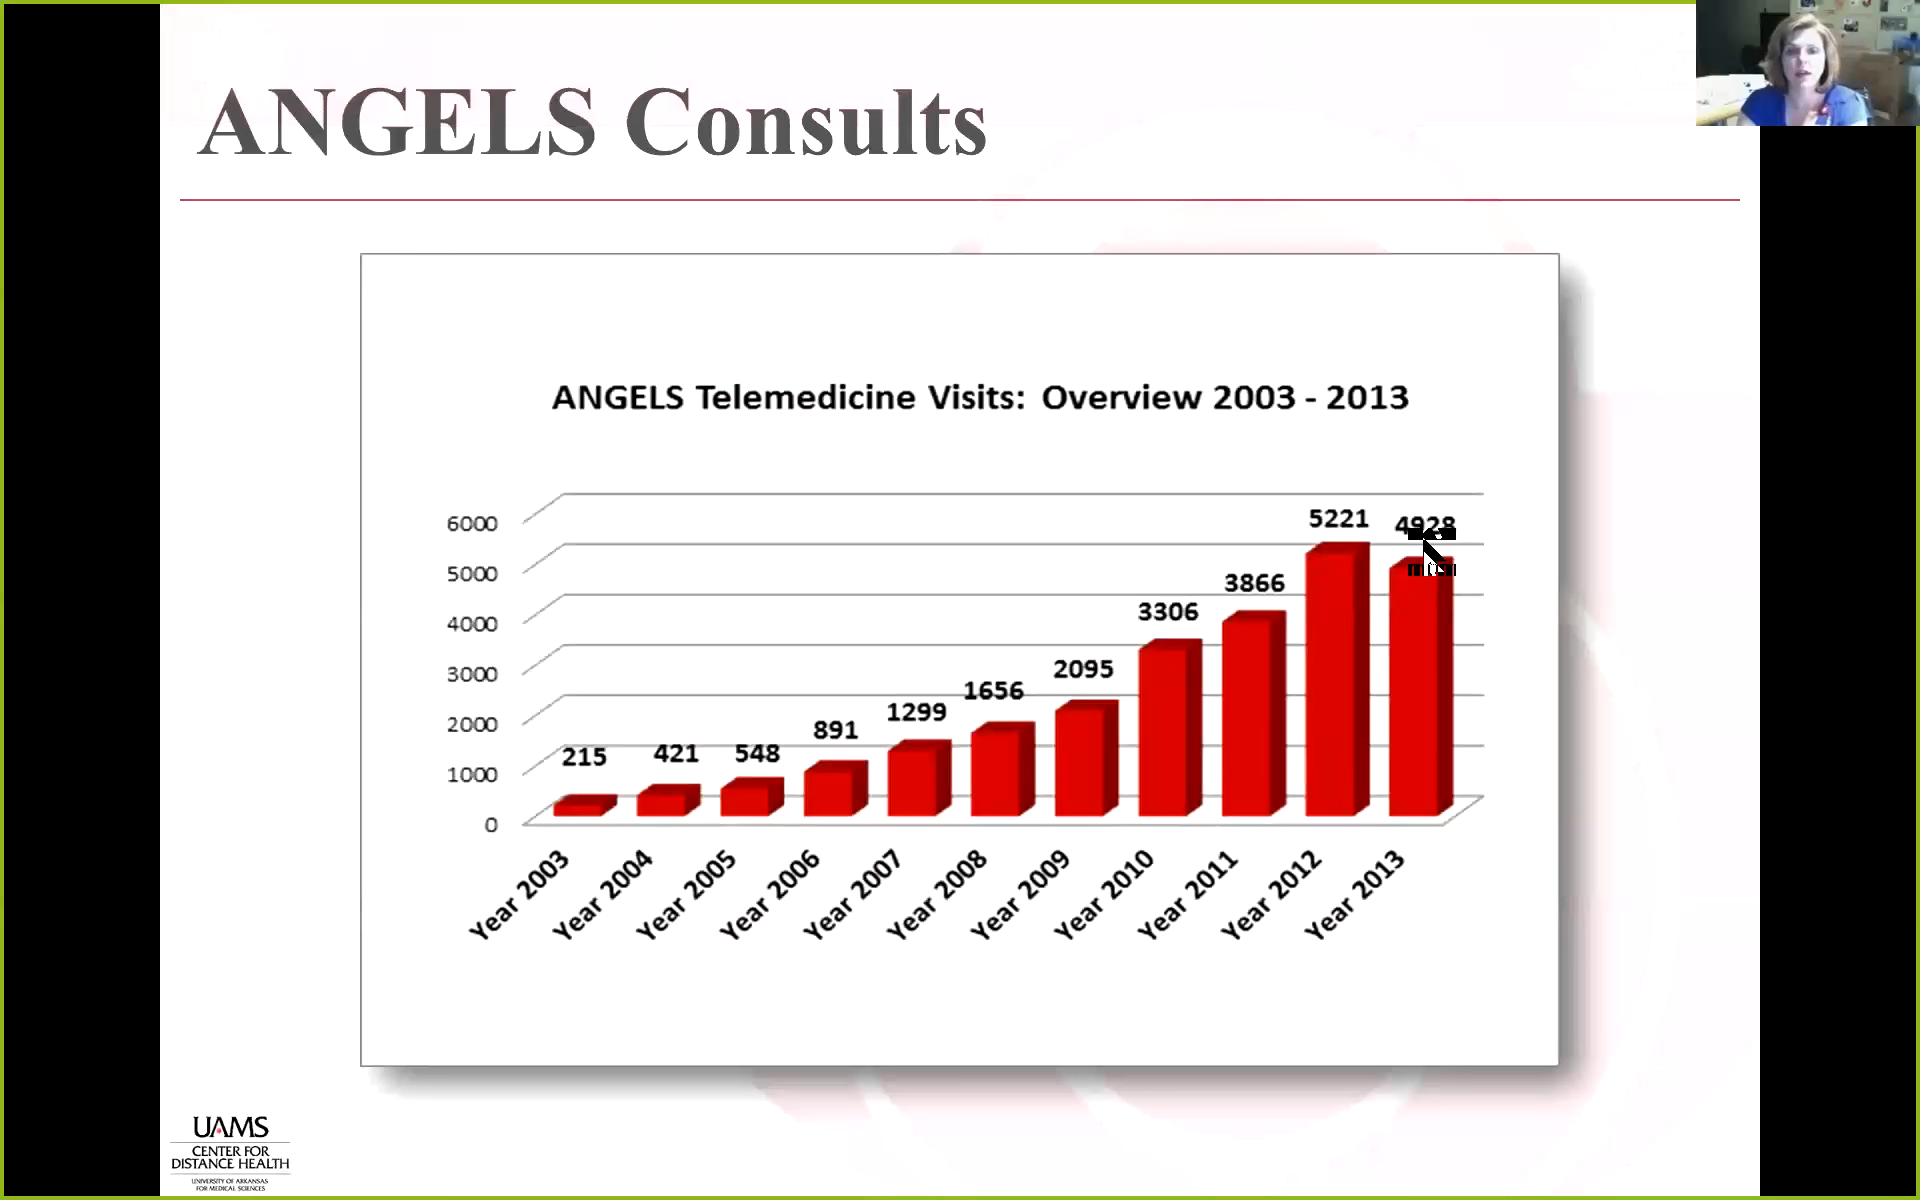 ANGELS Consults
ANGELS Telemedicine Visits: Overview 2003 - 2013
6000
5000
4000
3000
2000
1000
0
215
421
548
891
1299
1656
2095
3306
3866
5221
4928
Year 2003
Year 2004
Year 2005
Year 2006
Year 2007
Year 2008
Year 2009
Year 2010
Year 2011
Year 2012
Year 2013
UAMS
CENTER FOR
DISTANCE HEALTH
UNIVERSITY OF ARKANSAS
FOR MEDICAL SCIENCES